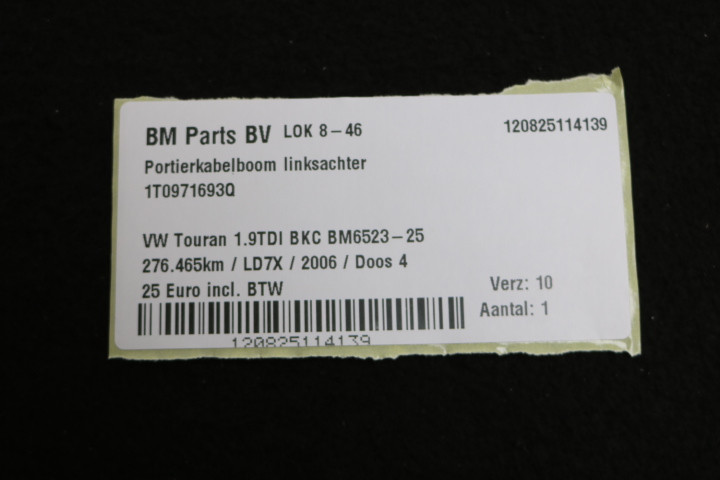 BM Parts BV LOK 8-46 120825114139
Portierkabelboom linksachter
1T0971693Q
VW Touran 1.9TDI BKC BM6523-25
276.465km / LD7X / 2006 / Doos 4
25 Euro incl. BTW
Verz: 10
Aantal: 1
120825114139